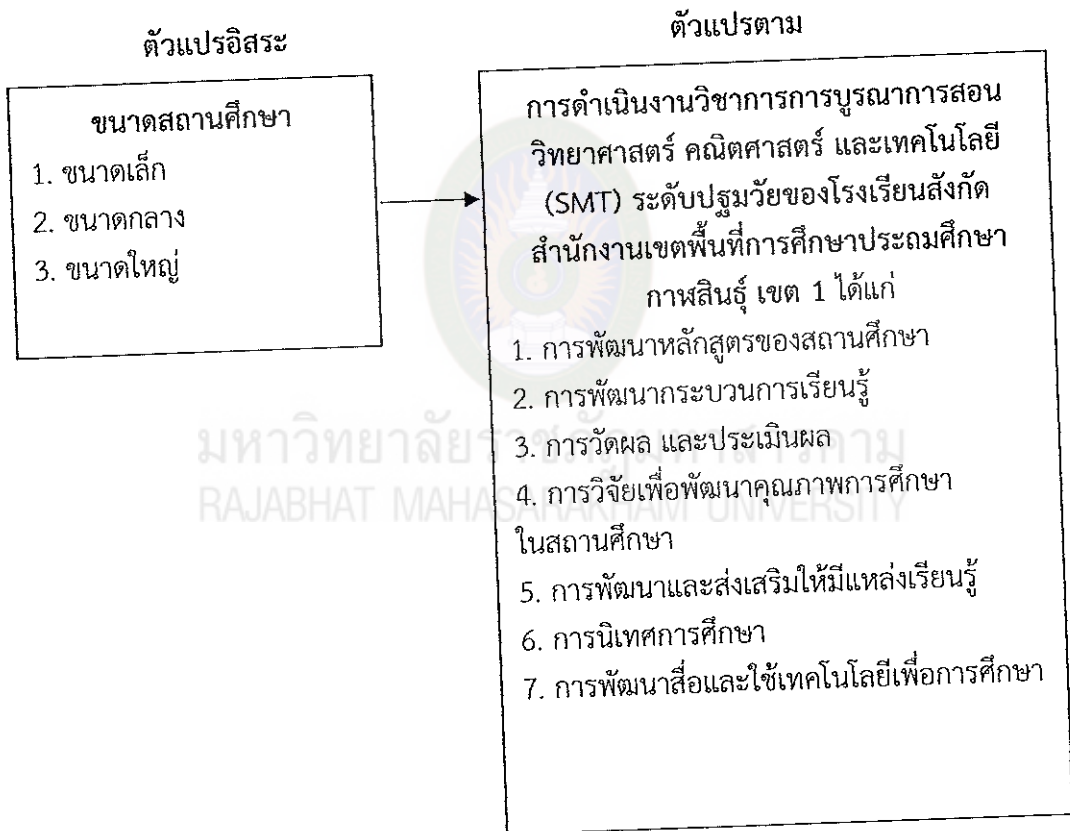 ตัวแปรอิสระ
ขนาดสถานศึกษา
1. ขนาดเล็ก
2. ขนาดกลาง
3. ขนาดใหญ่
ตัวแปรตาม
การดำเนินงานวิชาการการบูรณาการสอน
วิทยาศาสตร์ คณิตศาสตร์ และเทคโนโลยี
(SMT) ระดับปฐมวัยของโรงเรียนสังกัด
สำนักงานเขตพื้นที่การศึกษาประถมศึกษา
กาฬสินธุ์ เขต 1 ได้แก่
1. การพัฒนาหลักสูตรของสถานศึกษา
2. การพัฒนากระบวนการเรียนรู้
3. การวัดผล และประเมินผล
4. การวิจัยเพื่อพัฒนาคุณภาพการศึกษา
ในสถานศึกษา
5. การพัฒนาและส่งเสริมให้มีแหล่งเรียนรู้
6. การนิเทศการศึกษา
7. การพัฒนาสื่อและใช้เทคโนโลยีเพื่อการศึกษา
มหาวิทยาลัยราชภัฏมหาสารคาม
RAJABHAT MAHASARAKHAM UNIVERSITY